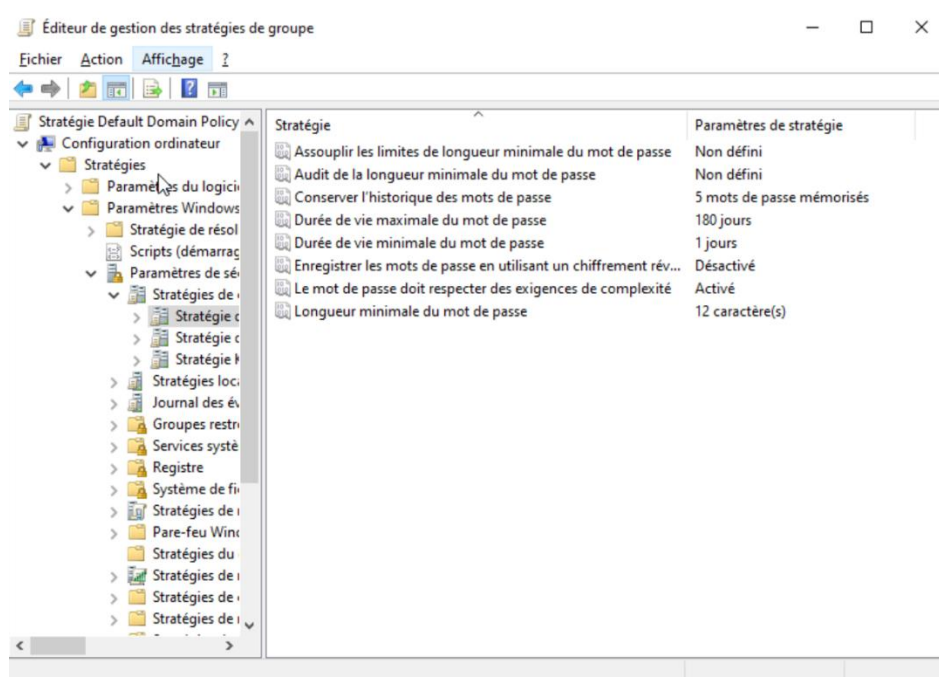 Éditeur de gestion des stratégies de groupe
Fichier Action Affichage ?
Stratégie Default Domain Policy
Configuration ordinateur
Stratégies
Paramètres du logici
Paramètres Windows
Stratégie de résol
Scripts (démarrag
Paramètres de sé
Stratégies de
Stratégie
Stratégie
Stratégie
Stratégies loc
Journal des év
Groupes restr
Services systè
Registre
Système de fi
Stratégies de
Pare-feu Wind
Stratégies du
Stratégies de
Stratégies de
Stratégies de
Stratégie Paramètres de stratégie
Assouplir les limites de longueur minimale du mot de passe Non défini
Audit de la longueur minimale du mot de passe Non défini
Conserver l'historique des mots de passe 5 mots de passe mémorisés
Durée de vie maximale du mot de passe 180 jours
Durée de vie minimale du mot de passe 1 jours
Enregistrer les mots de passe en utilisant un chiffrement rév... Désactivé
Le mot de passe doit respecter des exigences de complexité Activé
Longueur minimale du mot de passe 12 caractère(s)